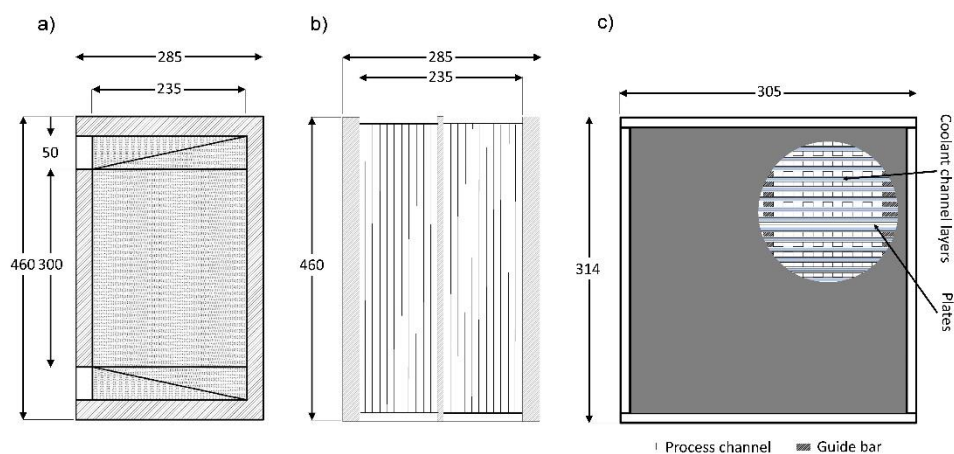 a)
285
235
50
460
300
b)
285
235
460
c)
305
314
Coolant channel layers
Plates
Process channel
Guide bar